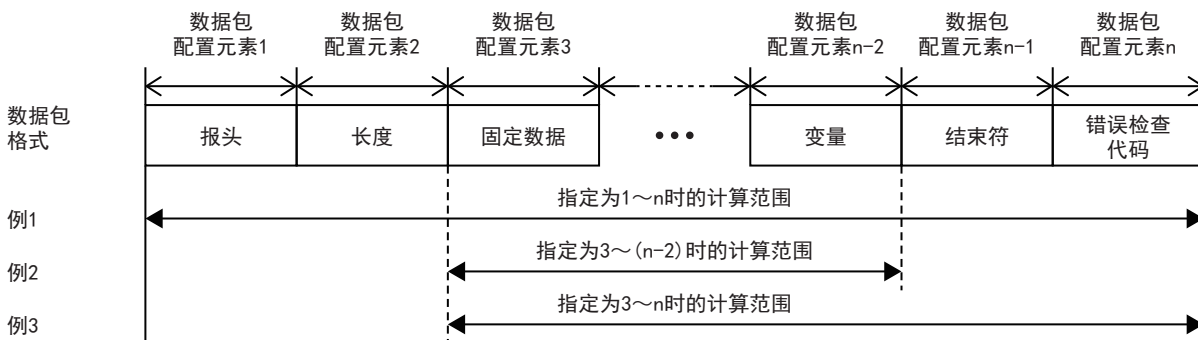 数据包
配置元素1
数据包
配置元素2
数据包
配置元素3
数据包
配置元素n-2
数据包
配置元素n-1
数据包
配置元素n
数据包
格式
报头
长度
固定数据
•••
变量
结束符
错误检查
代码
例1
指定为1～n时的计算范围
例2
指定为3～(n-2)时的计算范围
例3
指定为3～n时的计算范围